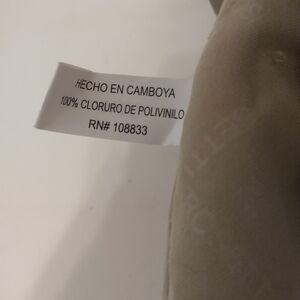 HECHO EN CAMBOYA
100% CLORURO DE POLIVINILO
RN# 108833